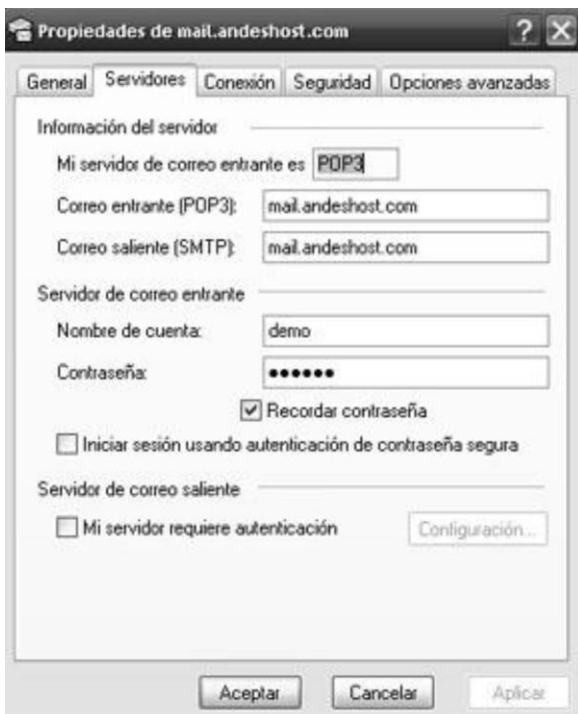 Propiedades de mail.andeshost.com
General Servidores Conexión Seguridad Opciones avanzadas
Información del servidor
Mi servidor de correo entrante es POP3
Correo entrante (POP3): mail.andeshost.com
Correo saliente (SMTP): mail.andeshost.com
Servidor de correo entrante
Nombre de cuenta: demo
Contraseña: ●●●●●●
Recordar contraseña
Iniciar sesión usando autenticación de contraseña segura
Servidor de correo saliente
Mi servidor requiere autenticación Configuración...
Aceptar Cancelar Aplicar